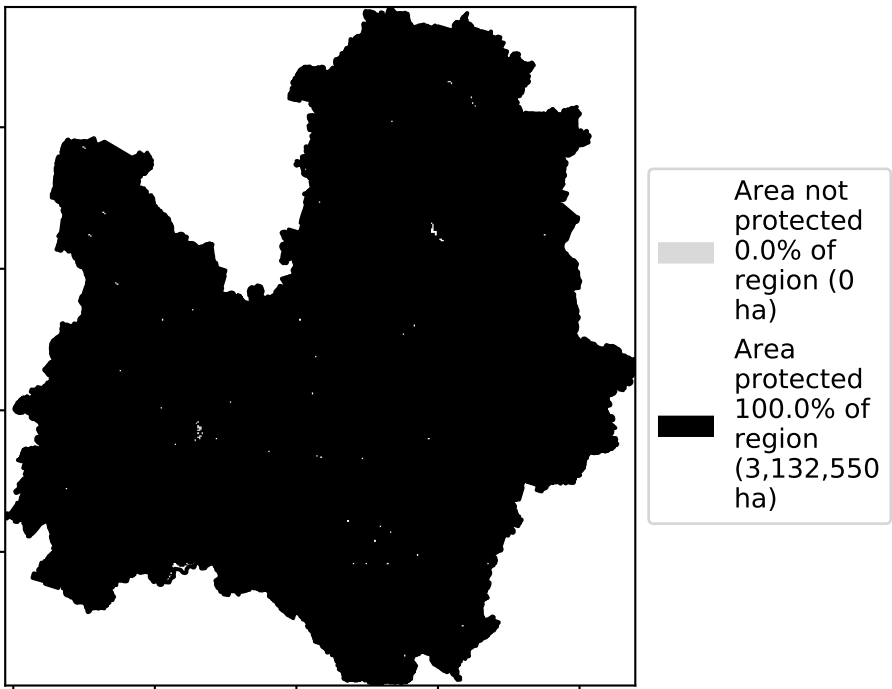 Area not
protected
0.0% of
region (0
ha)
Area
protected
100.0% of
region
(3,132,550
ha)